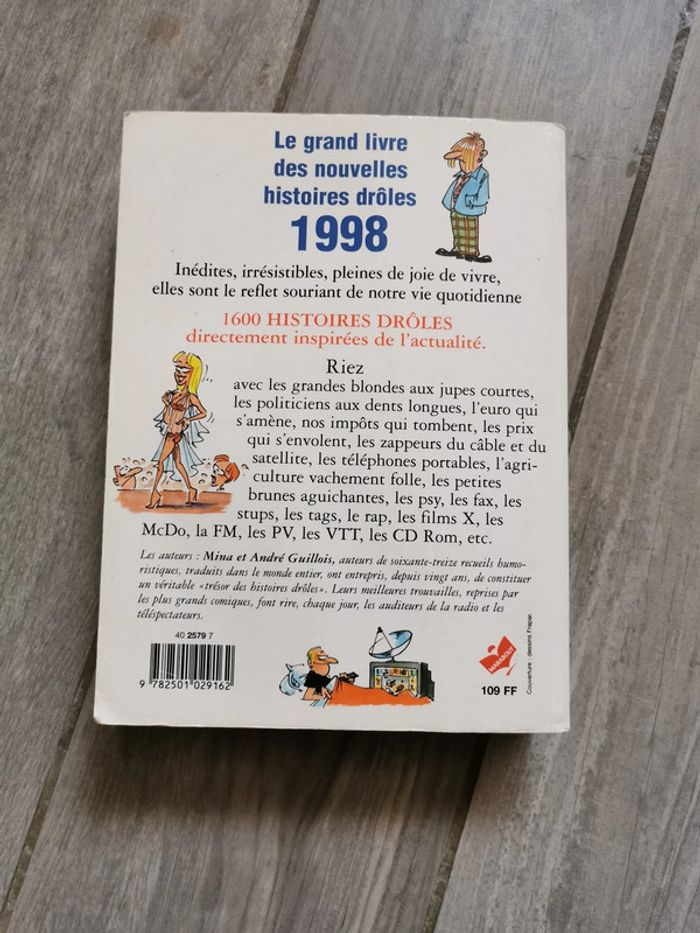 Le grand livre
des nouvelles
histoires drôles
1998
Inédites, irrésistibles, pleines de joie de vivre,
elles sont le reflet souriant de notre vie quotidienne
1600 HISTOIRES DRÔLES
directement inspirées de l'actualité.
Riez
avec les grandes blondes aux jupes courtes,
les politiciens aux dents longues, l'euro qui
s'amène, nos impôts qui tombent, les prix
qui s'envolent, les zappeurs du câble et du
satellite, les téléphones portables, l'agri-
culture vachement folle, les petites
brunes aguichantes, les psy, les fax, les
stups, les tags, le rap, les films X, les
McDo, la FM, les PV, les VTT, les CD Rom, etc.
Les auteurs : Mina et André Guillois, auteurs de soixante-treize recueils humo-
ristiques, traduits dans le monde entier, ont entrepris, depuis vingt ans, de constituer
un véritable «trésor des histoires drôles». Leurs meilleures trouvailles, reprises par
les plus grands comiques, font rire, chaque jour, les auditeurs de la radio et les
téléspectateurs.
40 2579 7
9 782501 029162
MARABOUT
109 FF
Couverture : dessins Frapar.